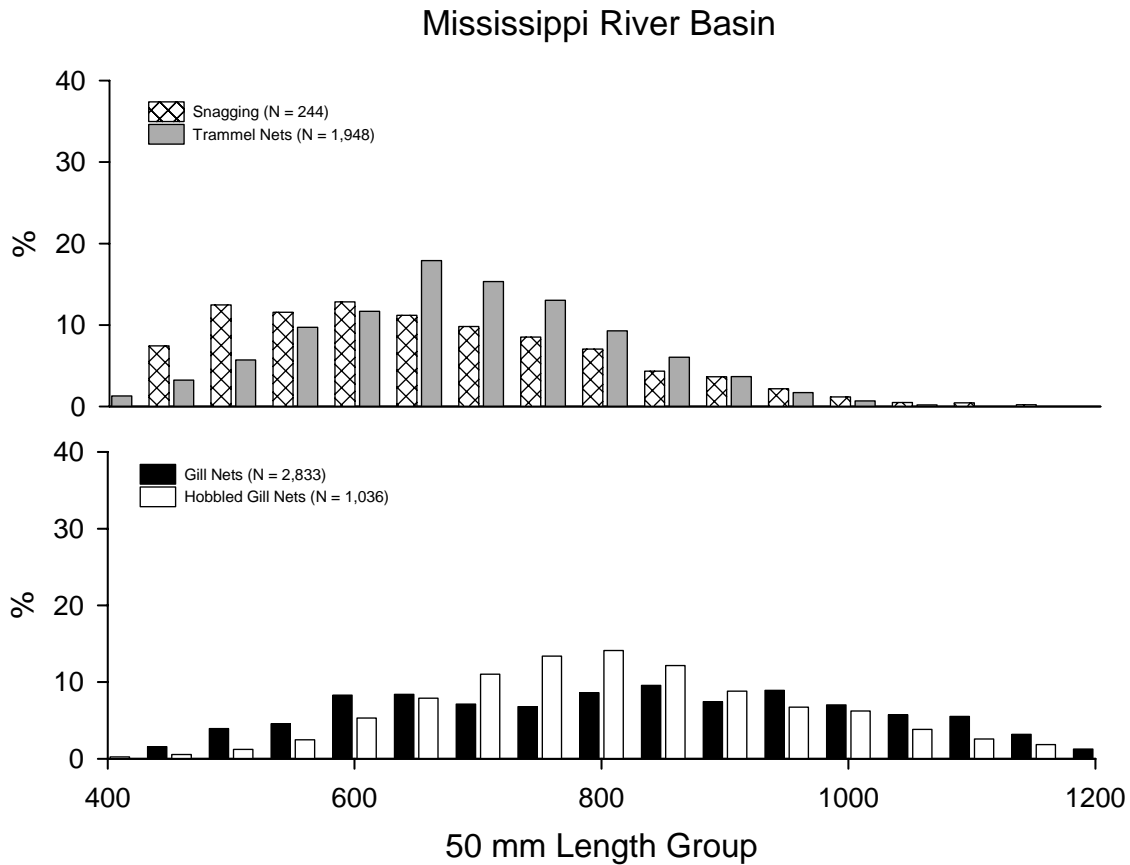 Mississippi River Basin
40
30
20
10
0
%
Snagging (N = 244)
Trammel Nets (N = 1,948)
40
30
20
10
0
%
Gill Nets (N = 2,833)
Hobbled Gill Nets (N = 1,036)
400 600 800 1000 1200
50 mm Length Group